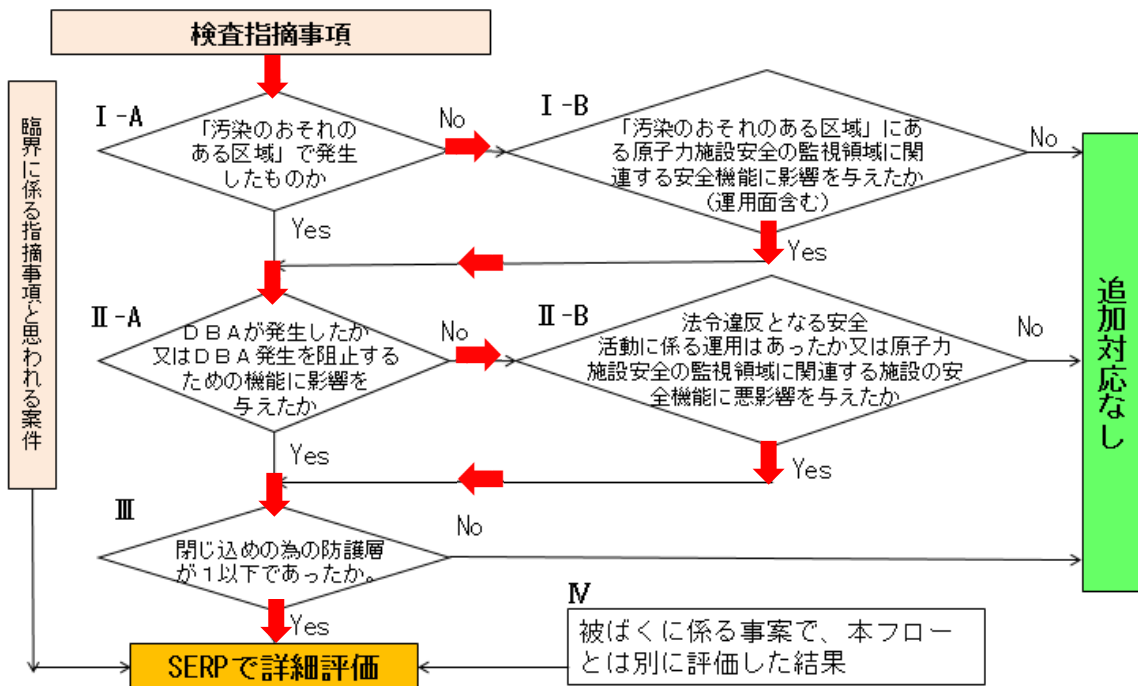 検査指摘事項
臨界に係る指摘事項と思われる案件
Ⅰ-A
「汚染のおそれの
ある区域」で発生
したものか
No
Yes
Ⅰ-B
「汚染のおそれのある区域」にあ
る原子力施設安全の監視領域に関
連する安全機能に影響を与えたか
(運用面含む)
No
Yes
追加対応なし
Ⅱ-A
DBAが発生したか
又はDBA発生を阻止する
ための機能に影響を
与えたか
No
Yes
Ⅱ-B
法令違反となる安全
活動に係る運用はあったか又は原子力
施設安全の監視領域に関連する施設の安
全機能に悪影響を与えたか
No
Yes
Ⅲ
閉じ込めの為の防護層
が1以下であったか。
No
Yes
SERPで詳細評価
Ⅳ
被ばくに係る事案で、本フロー
とは別に評価した結果